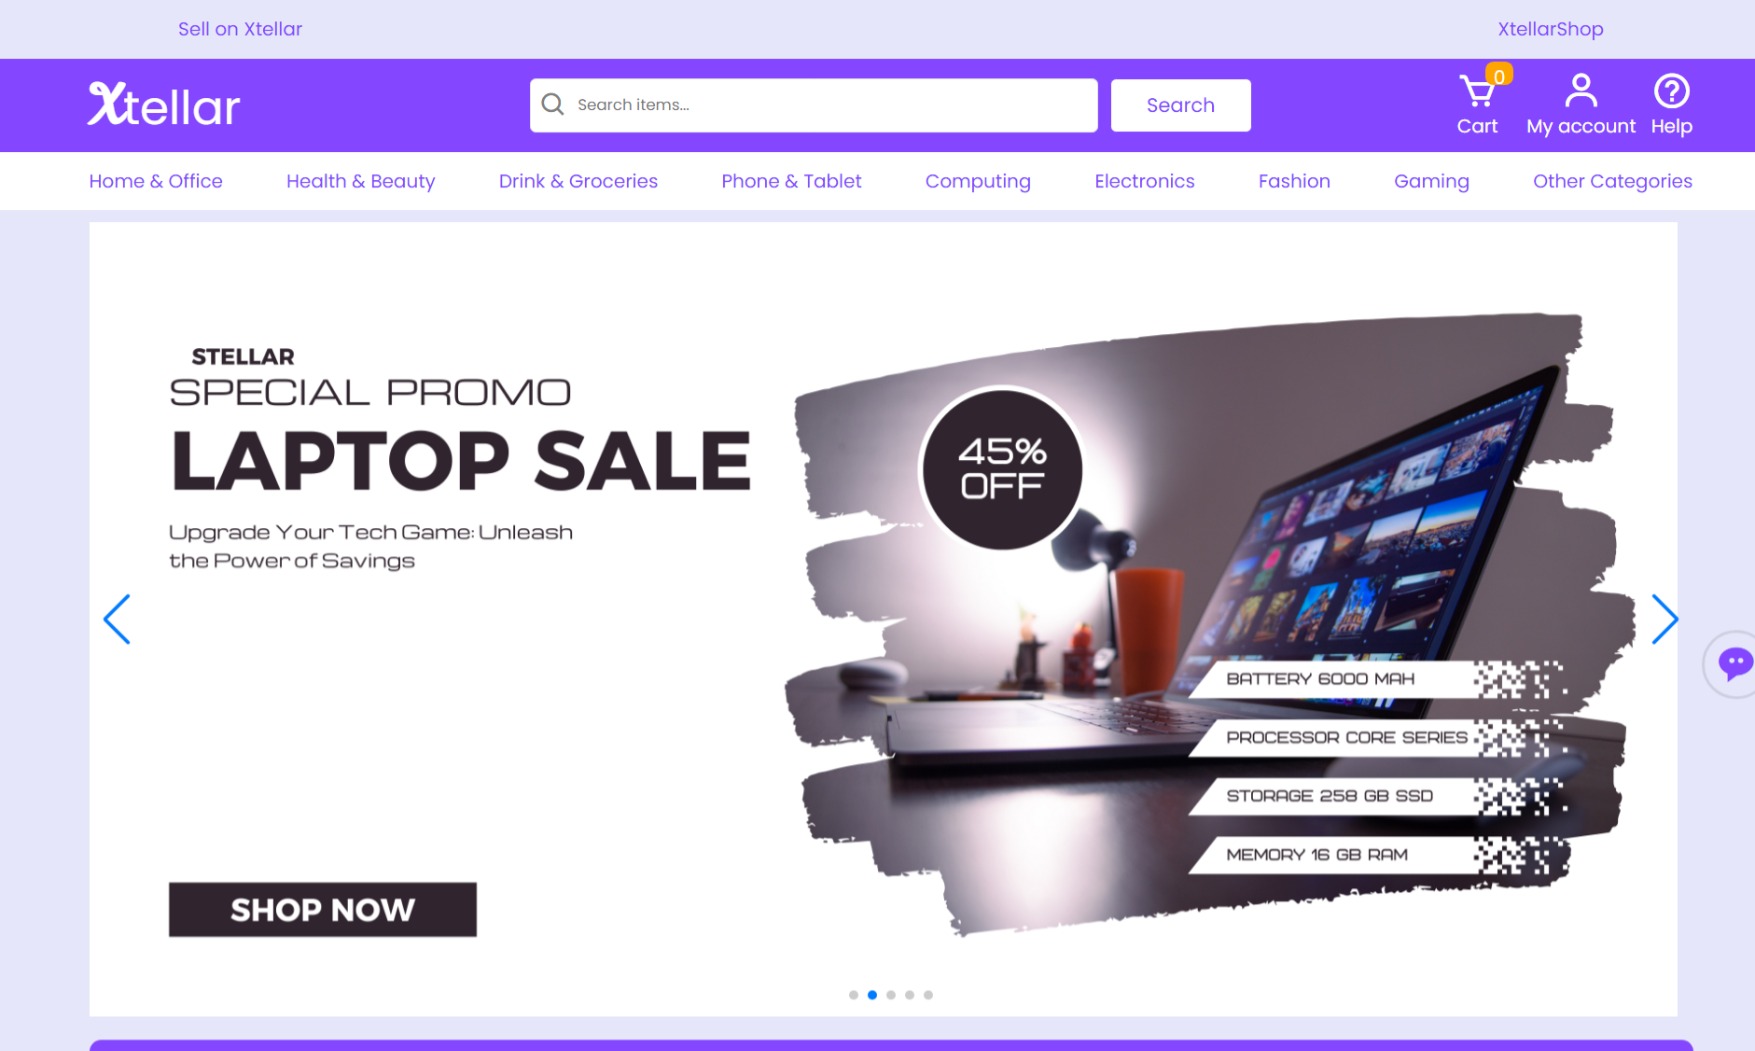 Sell on Xtellar
XtellarShop
Xtellar
Search items...
Search
0
Cart
My account
Help
Home & Office
Health & Beauty
Drink & Groceries
Phone & Tablet
Computing
Electronics
Fashion
Gaming
Other Categories
STELLAR
SPECIAL PROMO
LAPTOP SALE
Upgrade Your Tech Game: Unleash
the Power of Savings
45%
OFF
BATTERY 6000 MAH
PROCESSOR CORE SERIES
STORAGE 258 GB SSD
MEMORY 16 GB RAM
SHOP NOW